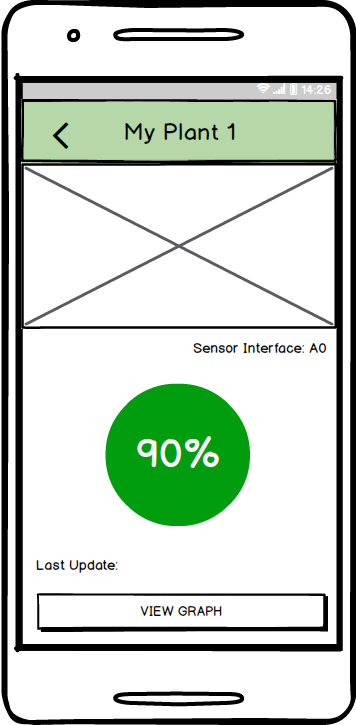 14:26
My Plant 1
Sensor Interface: A0
90%
Last Update:
VIEW GRAPH